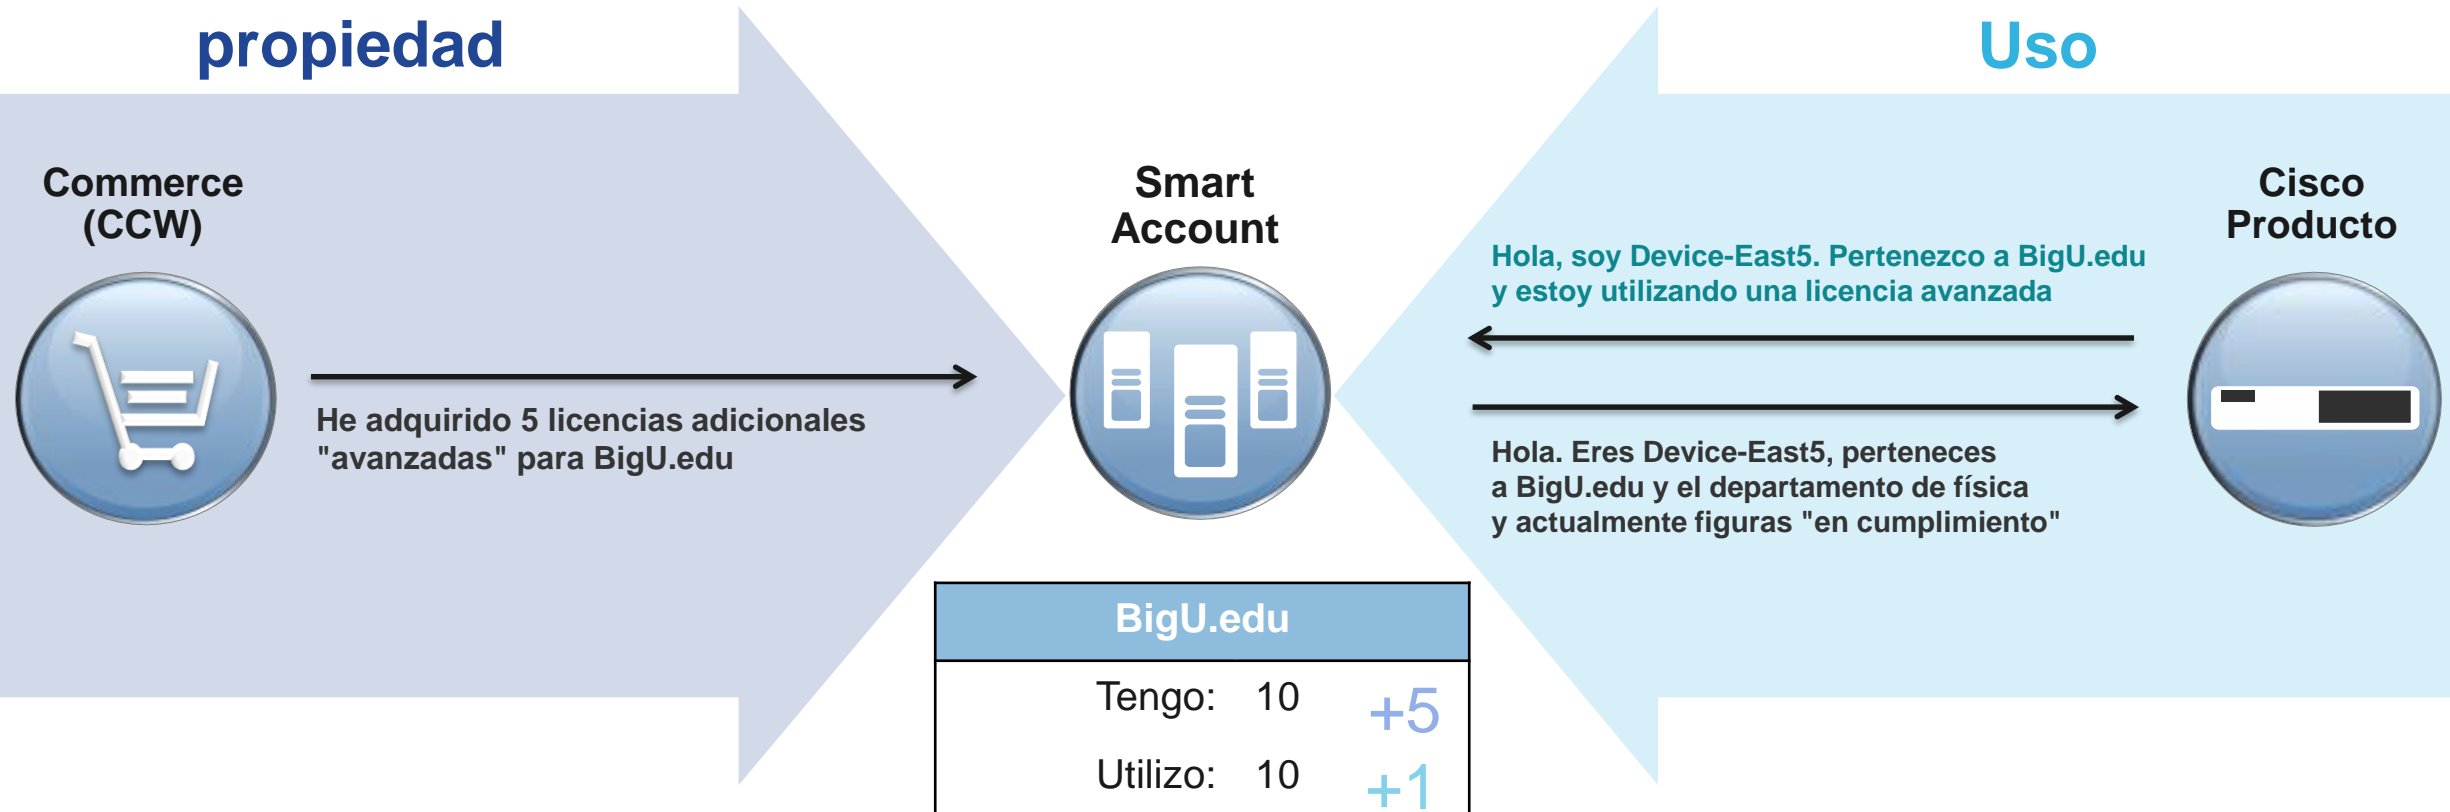 propiedad
Uso
Commerce
(CCW)
He adquirido 5 licencias adicionales
"avanzadas" para BigU.edu
Smart
Account
Hola, soy Device-East5. Pertenezco a BigU.edu
y estoy utilizando una licencia avanzada
Hola. Eres Device-East5, perteneces
a BigU.edu y el departamento de física
y actualmente figuras "en cumplimiento"
Cisco
Producto
BigU.edu
Tengo: 10 +5
Utilizo: 10 +1